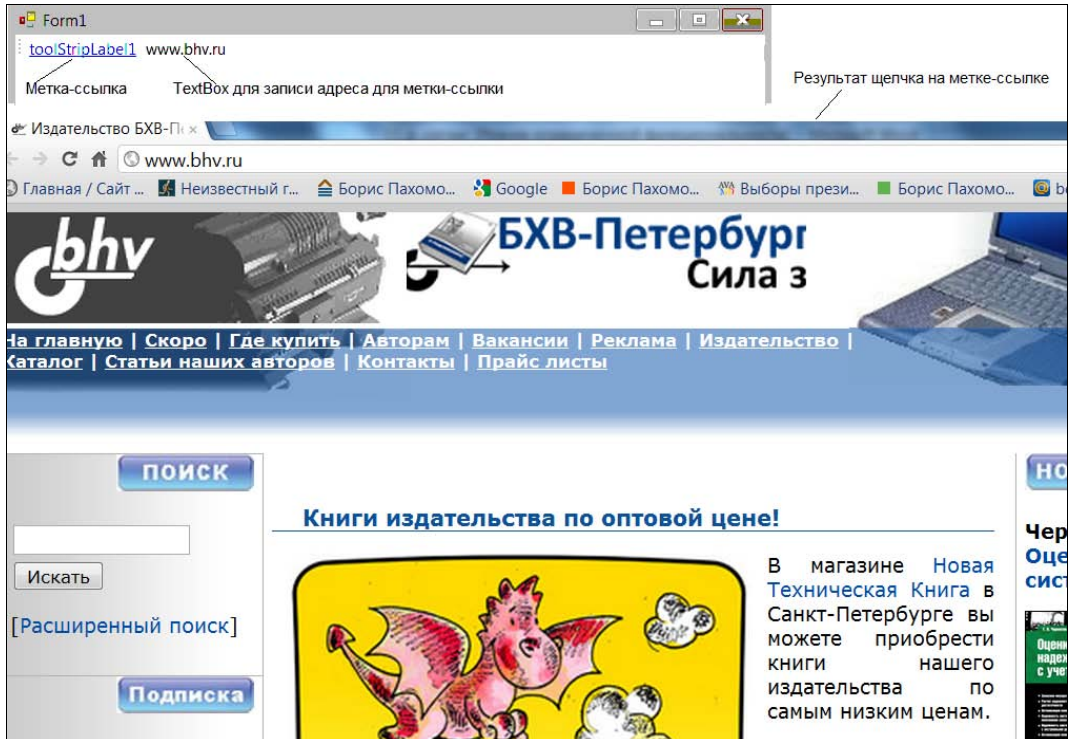 Form1
toolStripLabel1 www.bhv.ru
Метка-ссылка TextBox для записи адреса для метки-ссылки
Результат щелчка на метке-ссылке
Издательство БХВ-П
www.bhv.ru
Главная / Сайт ... Неизвестный г... Борис Пахомо... Google Борис Пахомо... Выборы прези... Борис Пахомо... b
bhv
БХВ-Петербург
Сила з
На главную | Скоро | Где купить | Авторам | Вакансии | Реклама | Издательство |
Каталог | Статьи наших авторов | Контакты | Прайс листы
ПОИСК
Искать
[Расширенный поиск]
Подписка
Книги издательства по оптовой цене!
В магазине Новая
Техническая Книга в
Санкт-Петербурге вы
можете приобрести
книги нашего
издательства по
самым низким ценам.
НО
Чер
Оце
сист
Оценк
надеж
с учет